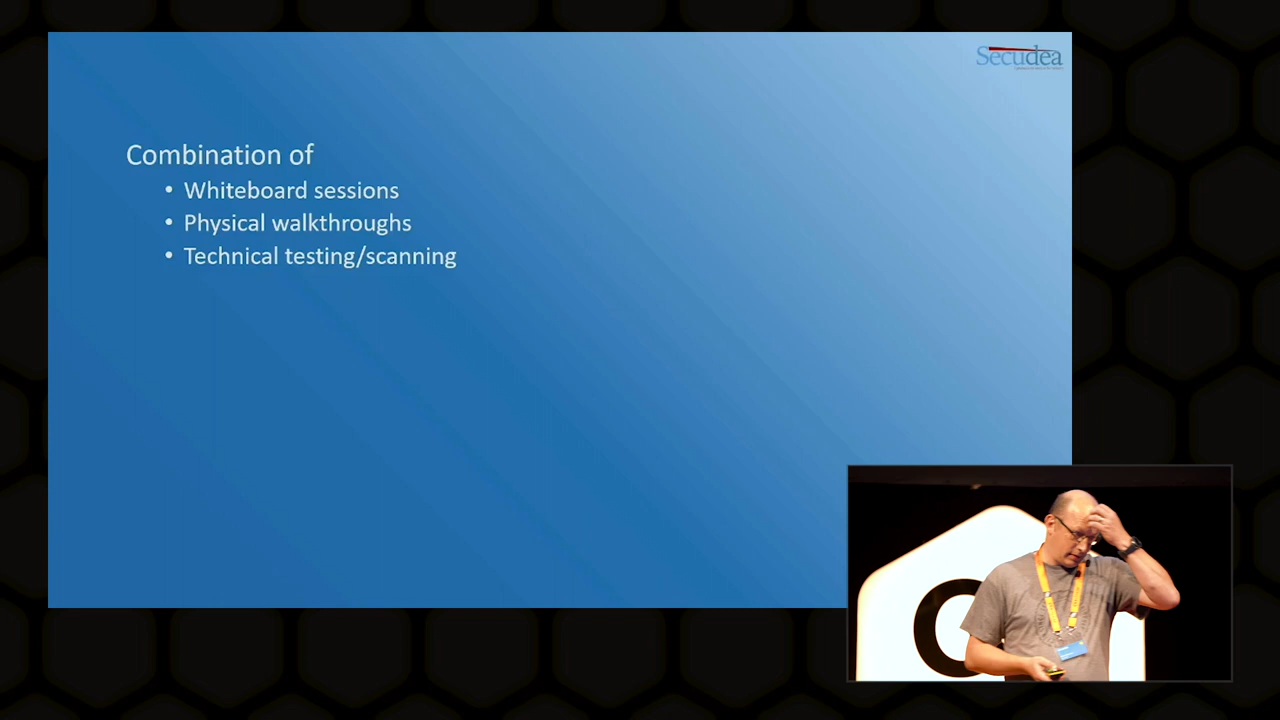 Secudea
Combination of
• Whiteboard sessions
• Physical walkthroughs
• Technical testing/scanning